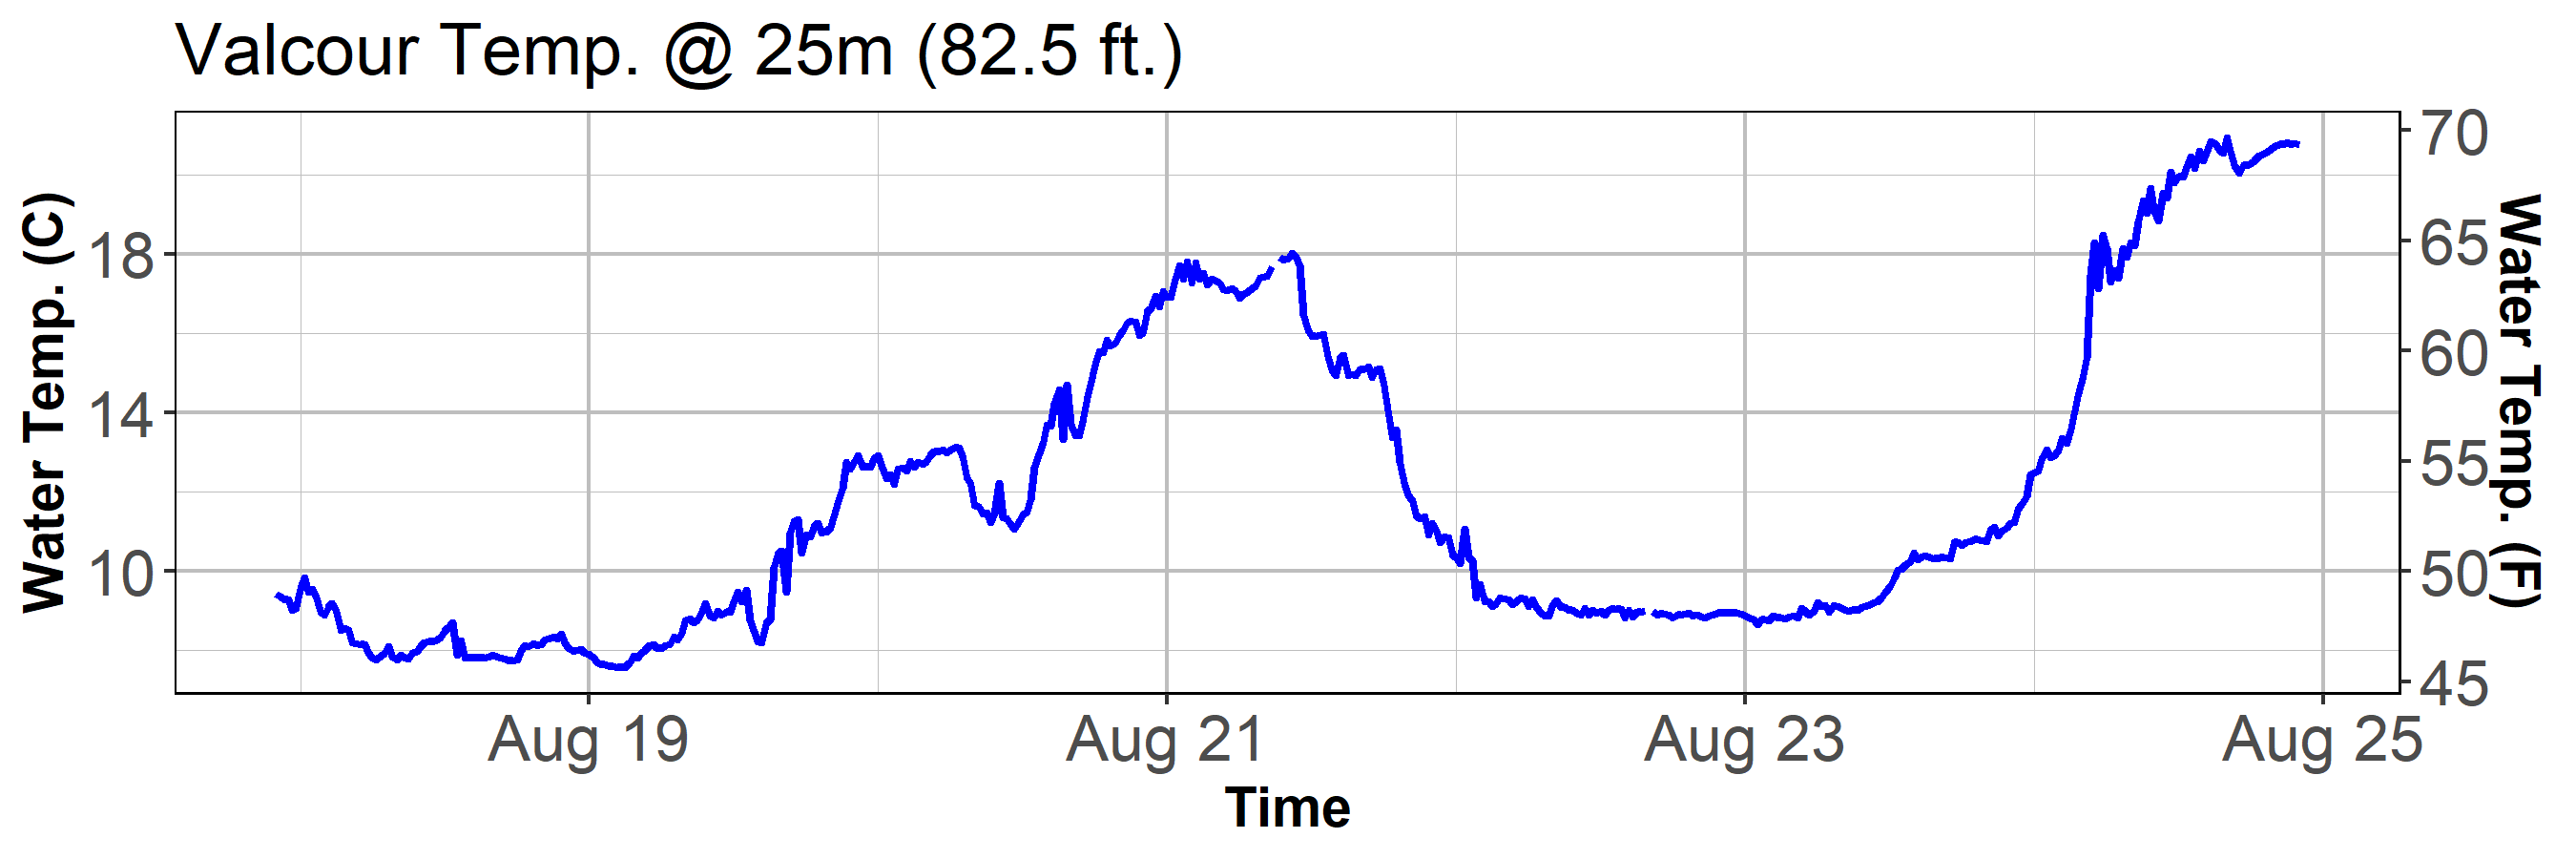 Valcour Temp. @ 25m (82.5 ft.)
Water Temp. (C)
18
14
10
70
65
60
55
50
45
Water Temp. (F)
Aug 19
Aug 21
Aug 23
Aug 25
Time